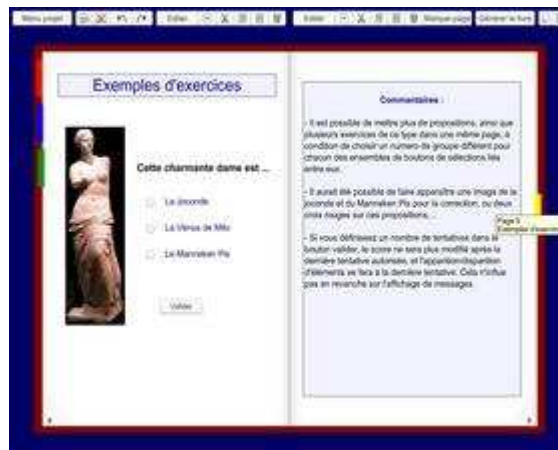 Menu projet
Editer
Editer
Marque page
Générer le livre
Exemples d'exercices
Cette charmante dame est ...
La Joconde
La Vénus de Milo
Le Manneken Pis
Valider
Commentaires :
- Il est possible de mettre plus de propositions, ainsi que
plusieurs exercices de ce type dans une même page, à
condition de choisir un numéro de groupe différent pour
chacun des ensembles de boutons de sélections liés
entre eux.
- Il aurait été possible de faire apparaître une image de la
joconde et du Manneken Pis pour la correction, ou deux
croix rouges sur ces propositions, ..
- Si vous définissez un nombre de tentatives dans le
bouton valider, le score ne sera plus modifié après la
dernière tentative autorisée, et l'apparition/disparition
d'éléments se fera à la dernière tentative. Cela n'influe
pas en revanche sur l'affichage de messages.
Page 5
Exemples d'exercic